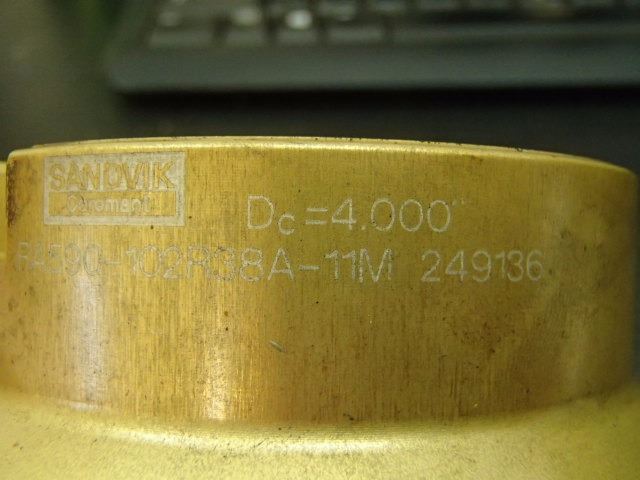 SANDVIK
Coromant
Dc=4.000"
RA590-102R38A-11M 249136